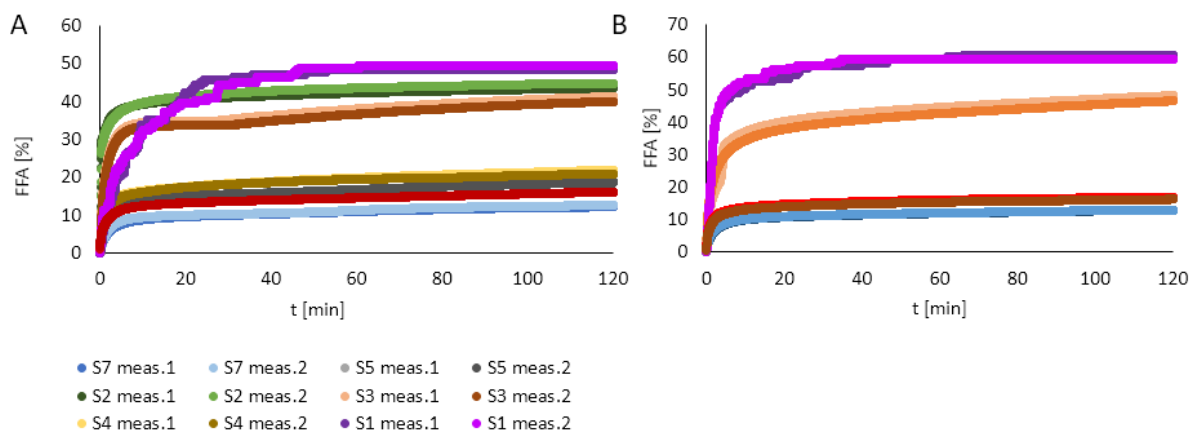 A
B
FFA [%]
60
50
40
30
20
10
0
0 20 40 60 80 100 120
t [min]
FFA [%]
70
60
50
40
30
20
10
0
0 20 40 60 80 100 120
t [min]
S7 meas.1 S7 meas.2 S5 meas.1 S5 meas.2
S2 meas.1 S2 meas.2 S3 meas.1 S3 meas.2
S4 meas.1 S4 meas.2 S1 meas.1 S1 meas.2